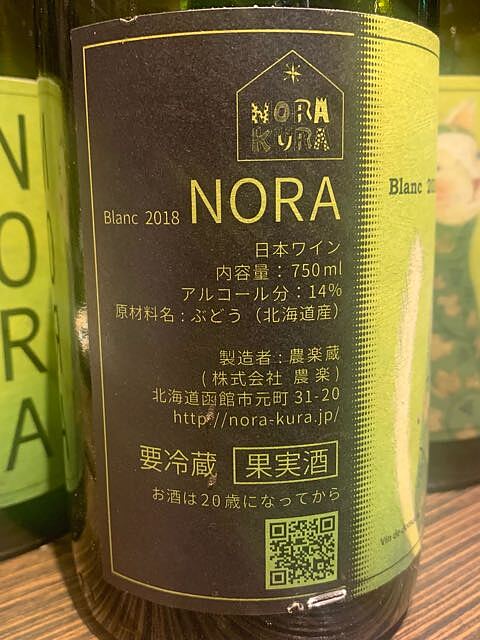 NORA
KURA
Blanc 2018 NORA
日本ワイン
内容量：750ml
アルコール分：14%
原材料名：ぶどう（北海道産）
製造者：農楽蔵
(株式会社 農楽)
北海道函館市元町31-20
http://nora-kura.jp/
要冷蔵 果実酒
お酒は20歳になってから
Blanc
Vin de
N
O
R
A